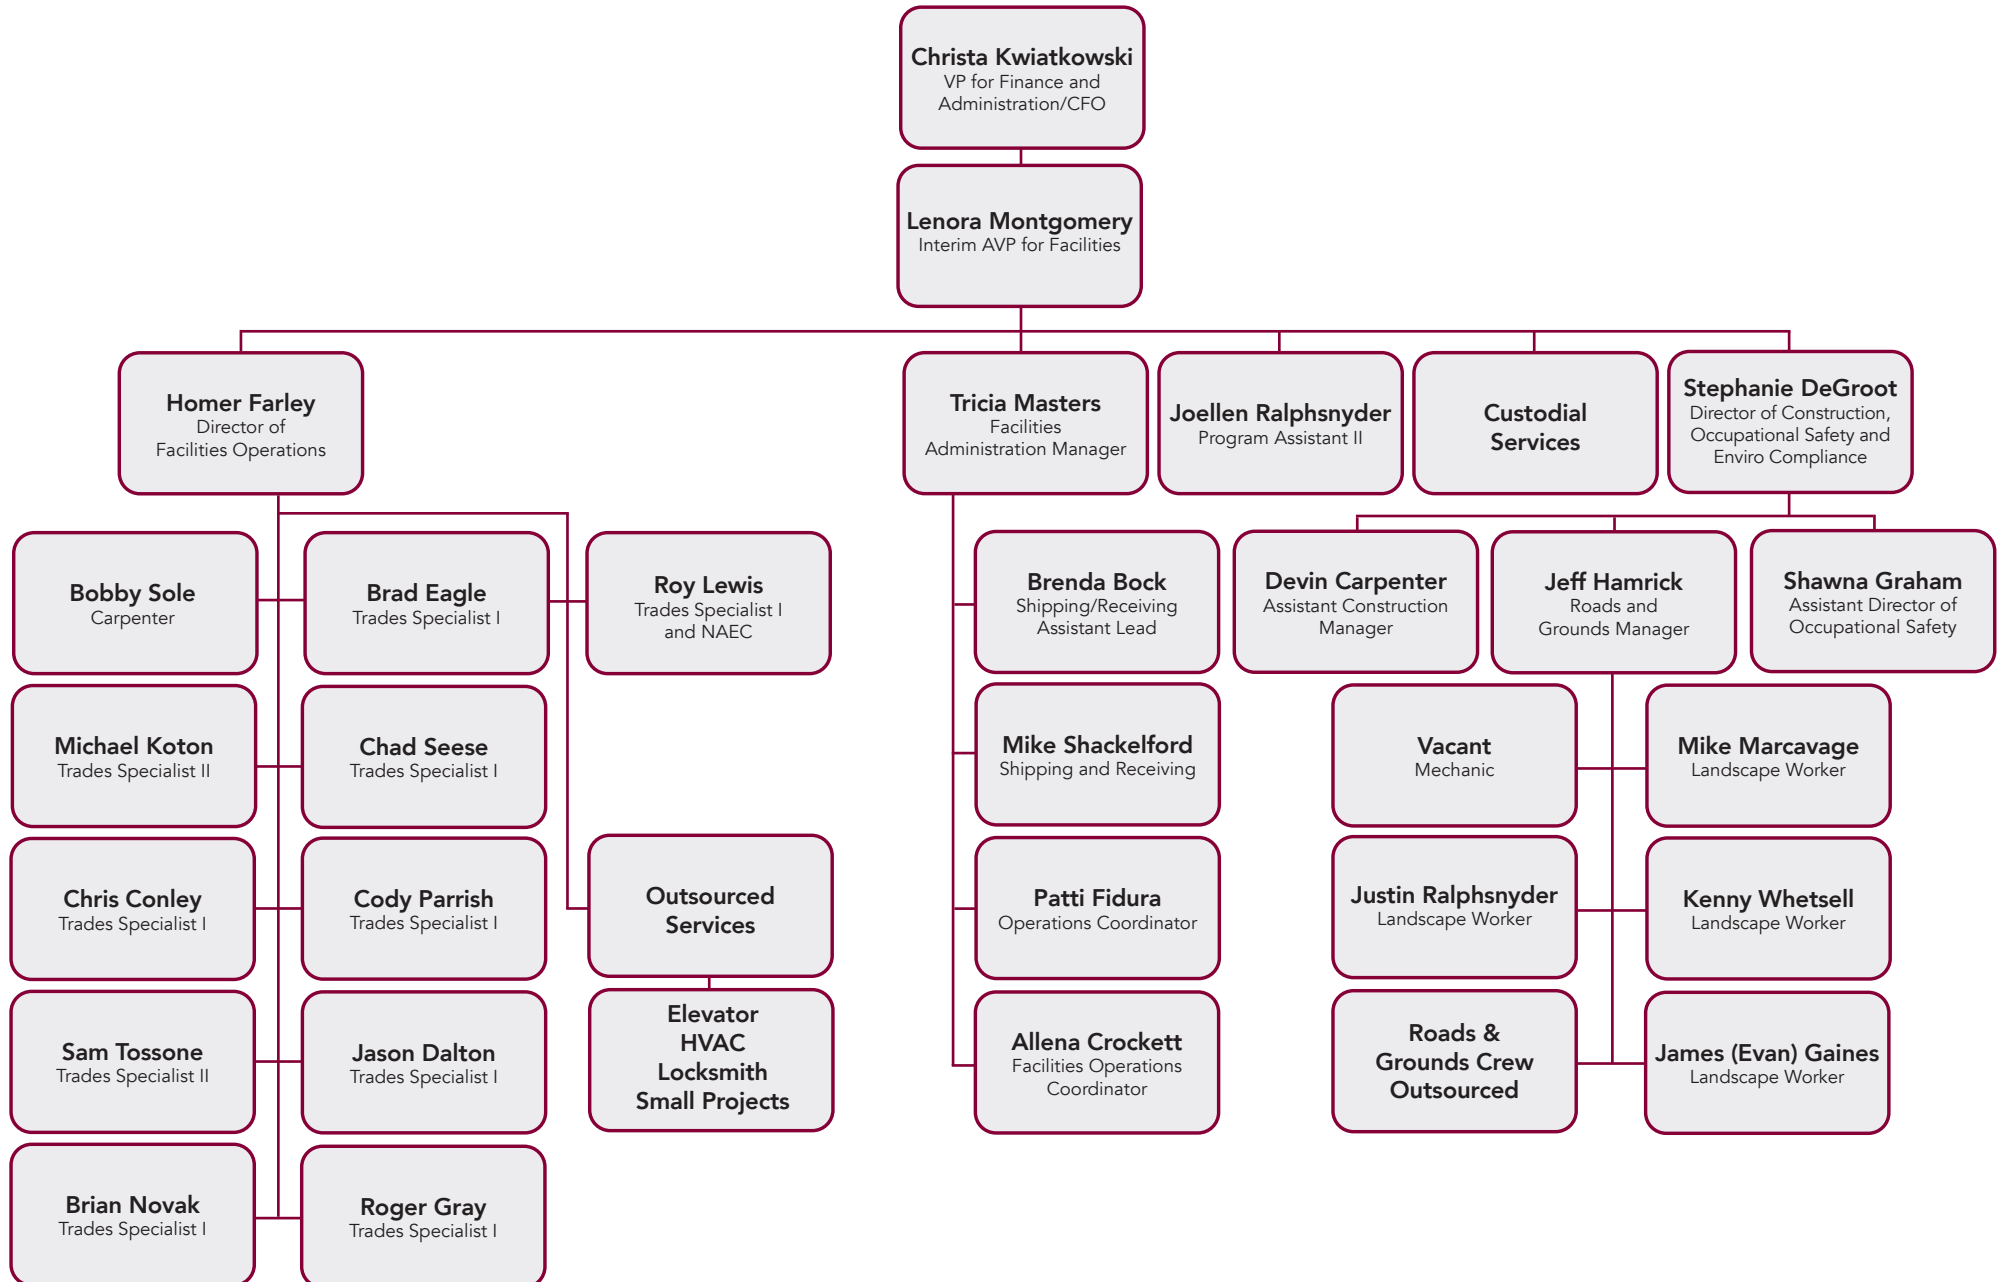 Christa Kwiatkowski
VP for Finance and
Administration/CFO
Lenora Montgomery
Interim AVP for Facilities
Homer Farley
Director of
Facilities Operations
Tricia Masters
Facilities
Administration Manager
Joellen Ralphsnyder
Program Assistant II
Custodial
Services
Stephanie DeGroot
Director of Construction,
Occupational Safety and
Enviro Compliance
Bobby Sole
Carpenter
Brad Eagle
Trades Specialist I
Roy Lewis
Trades Specialist I
and NAEC
Michael Koton
Trades Specialist II
Chad Seese
Trades Specialist I
Chris Conley
Trades Specialist I
Cody Parrish
Trades Specialist I
Outsourced
Services
Sam Tossone
Trades Specialist II
Jason Dalton
Trades Specialist I
Elevator
HVAC
Locksmith
Small Projects
Brian Novak
Trades Specialist I
Roger Gray
Trades Specialist I
Brenda Bock
Shipping/Receiving
Assistant Lead
Mike Shackelford
Shipping and Receiving
Patti Fidura
Operations Coordinator
Allena Crockett
Facilities Operations
Coordinator
Devin Carpenter
Assistant Construction
Manager
Jeff Hamrick
Roads and
Grounds Manager
Shawna Graham
Assistant Director of
Occupational Safety
Vacant
Mechanic
Mike Marcavage
Landscape Worker
Justin Ralphsnyder
Landscape Worker
Kenny Whetsell
Landscape Worker
Roads &
Grounds Crew
Outsourced
James (Evan) Gaines
Landscape Worker